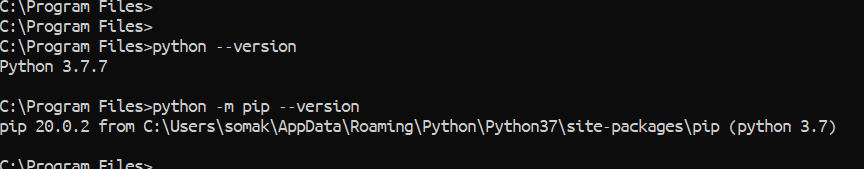 C:\Program Files>
C:\Program Files>
C:\Program Files>python --version
Python 3.7.7
C:\Program Files>python -m pip --version
pip 20.0.2 from C:\Users\somak\AppData\Roaming\Python\Python37\site-packages\pip (python 3.7)
C:\Program Files>